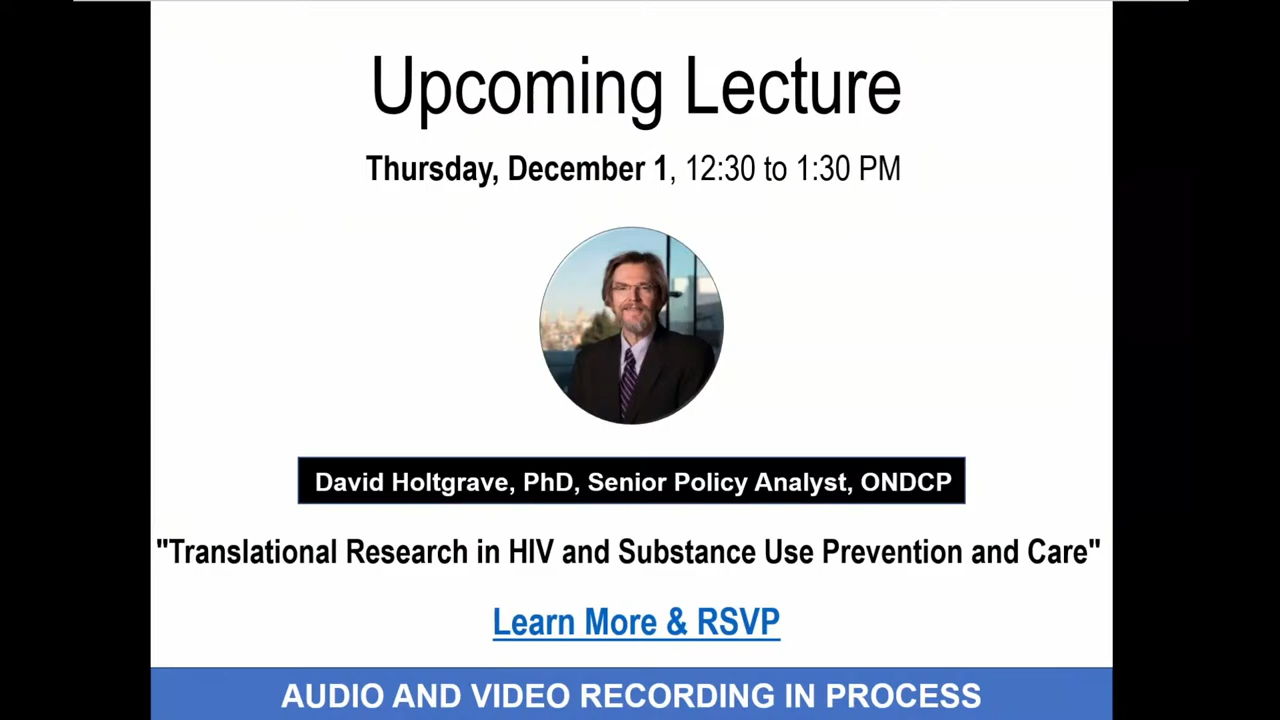 Upcoming Lecture
Thursday, December 1, 12:30 to 1:30 PM
David Holtgrave, PhD, Senior Policy Analyst, ONDCP
"Translational Research in HIV and Substance Use Prevention and Care"
Learn More & RSVP
AUDIO AND VIDEO RECORDING IN PROCESS